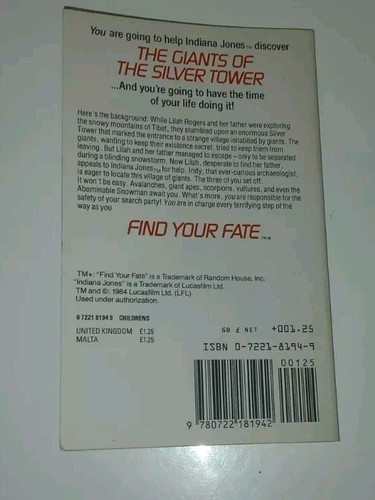 You are going to help Indiana Jones™ discover
THE GIANTS OF
THE SILVER TOWER
...And you're going to have the time
of your life doing it!
Here's the background: While Lilah Rogers and her father were exploring
the snowy mountains of Tibet, they stumbled upon an enormous Silver
Tower that marked the entrance to a strange village inhabited by giants. The
giants, wanting to keep their existence secret, tried to keep them from
leaving. But Lilah and her father managed to escape – only to be separated
during a blinding snowstorm. Now Lilah, desperate to find her father,
appeals to Indiana Jones™ for help. Indy, that ever-curious archaeologist,
is eager to locate this village of giants. The three of you set off.
It won't be easy. Avalanches, giant apes, scorpions, vultures, and even the
Abominable Snowman await you. What's more, you are responsible for the
safety of your search party! You are in charge every terrifying step of the
way as you
FIND YOUR FATE™*
TM*: "Find Your Fate" is a Trademark of Random House, Inc.
"Indiana Jones" is a Trademark of Lucasfilm Ltd.
TM and ©: 1984 Lucasfilm Ltd. (LFL)
Used under authorization.
0 7221 8194 9 CHILDRENS
UNITED KINGDOM £1.25
MALTA £1.25
GB £ NET +001.25
ISBN 0-7221-8194-9
00125
9 780722 181942